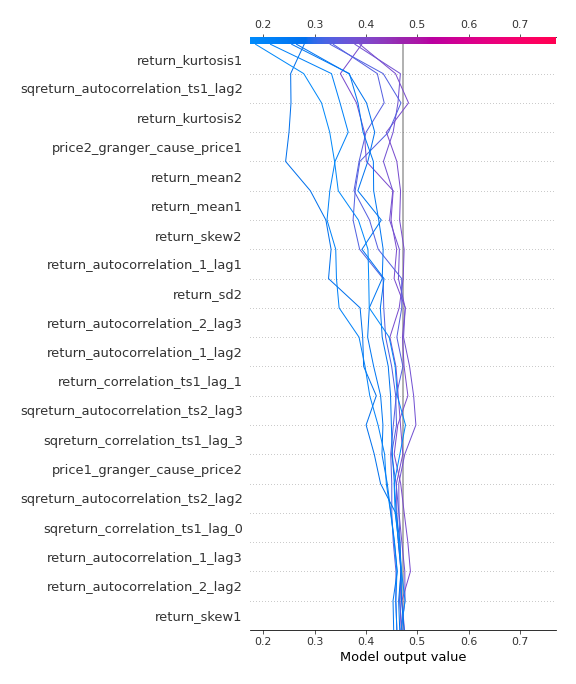 0.2 0.3 0.4 0.5 0.6 0.7
return_kurtosis1
sqreturn_autocorrelation_ts1_lag2
return_kurtosis2
price2_granger_cause_price1
return_mean2
return_mean1
return_skew2
return_autocorrelation_1_lag1
return_sd2
return_autocorrelation_2_lag3
return_autocorrelation_1_lag2
return_correlation_ts1_lag_1
sqreturn_autocorrelation_ts2_lag3
sqreturn_correlation_ts1_lag_3
price1_granger_cause_price2
sqreturn_autocorrelation_ts2_lag2
sqreturn_correlation_ts1_lag_0
return_autocorrelation_1_lag3
return_autocorrelation_2_lag2
return_skew1
0.2 0.3 0.4 0.5 0.6 0.7
Model output value